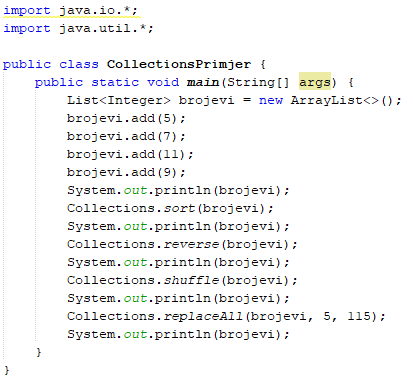 import java.io.*;
import java.util.*;

public class CollectionsPrimjer {
    public static void main(String[] args) {
        List<Integer> brojevi = new ArrayList<>();
        brojevi.add(5);
        brojevi.add(7);
        brojevi.add(11);
        brojevi.add(9);
        System.out.println(brojevi);
        Collections.sort(brojevi);
        System.out.println(brojevi);
        Collections.reverse(brojevi);
        System.out.println(brojevi);
        Collections.shuffle(brojevi);
        System.out.println(brojevi);
        Collections.replaceAll(brojevi, 5, 115);
        System.out.println(brojevi);
    }
}